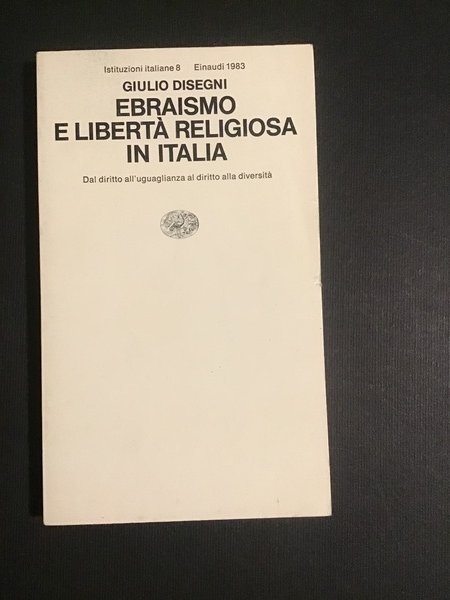 Istituzioni italiane 8 Einaudi 1983
GIULIO DISEGNI
EBRAISMO
E LIBERTÀ RELIGIOSA
IN ITALIA
Dal diritto all'uguaglianza al diritto alla diversità